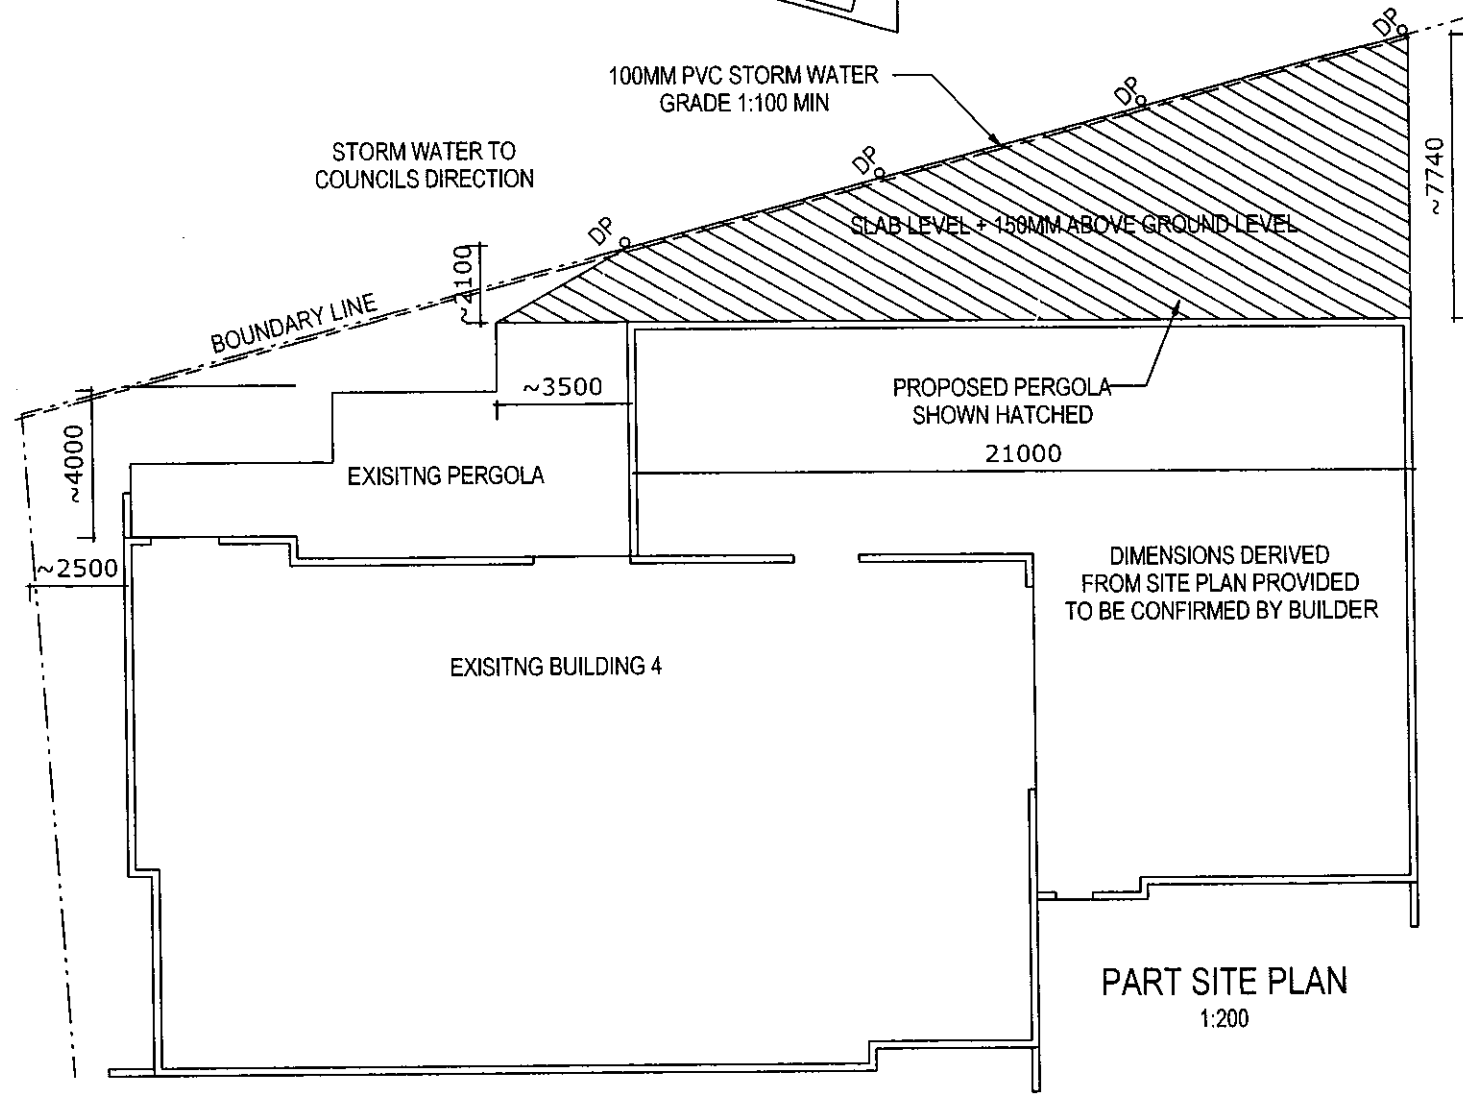 DP
100MM PVC STORM WATER
GRADE 1:100 MIN
DP
STORM WATER TO
COUNCILS DIRECTION
DP
~7740
SLAB LEVEL + 150MM ABOVE GROUND LEVEL
DP
~2100
BOUNDARY LINE
~3500
PROPOSED PERGOLA
SHOWN HATCHED
~4000
21000
EXISITNG PERGOLA
~2500
DIMENSIONS DERIVED
FROM SITE PLAN PROVIDED
TO BE CONFIRMED BY BUILDER
EXISITNG BUILDING 4
PART SITE PLAN
1:200